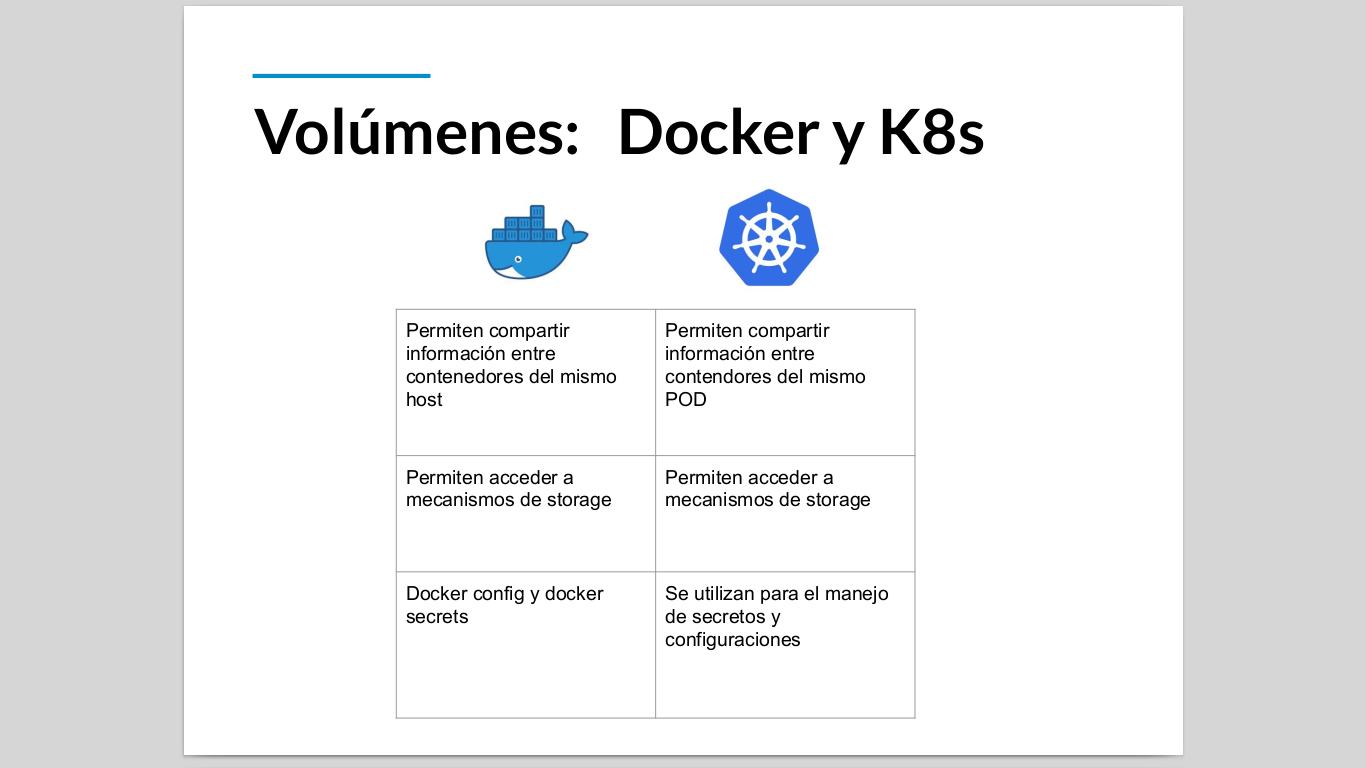 Volúmenes: Docker y K8s
Permiten compartir
información entre
contenedores del mismo
host
Permiten compartir
información entre
contendores del mismo
POD
Permiten acceder a
mecanismos de storage
Permiten acceder a
mecanismos de storage
Docker config y docker
secrets
Se utilizan para el manejo
de secretos y
configuraciones